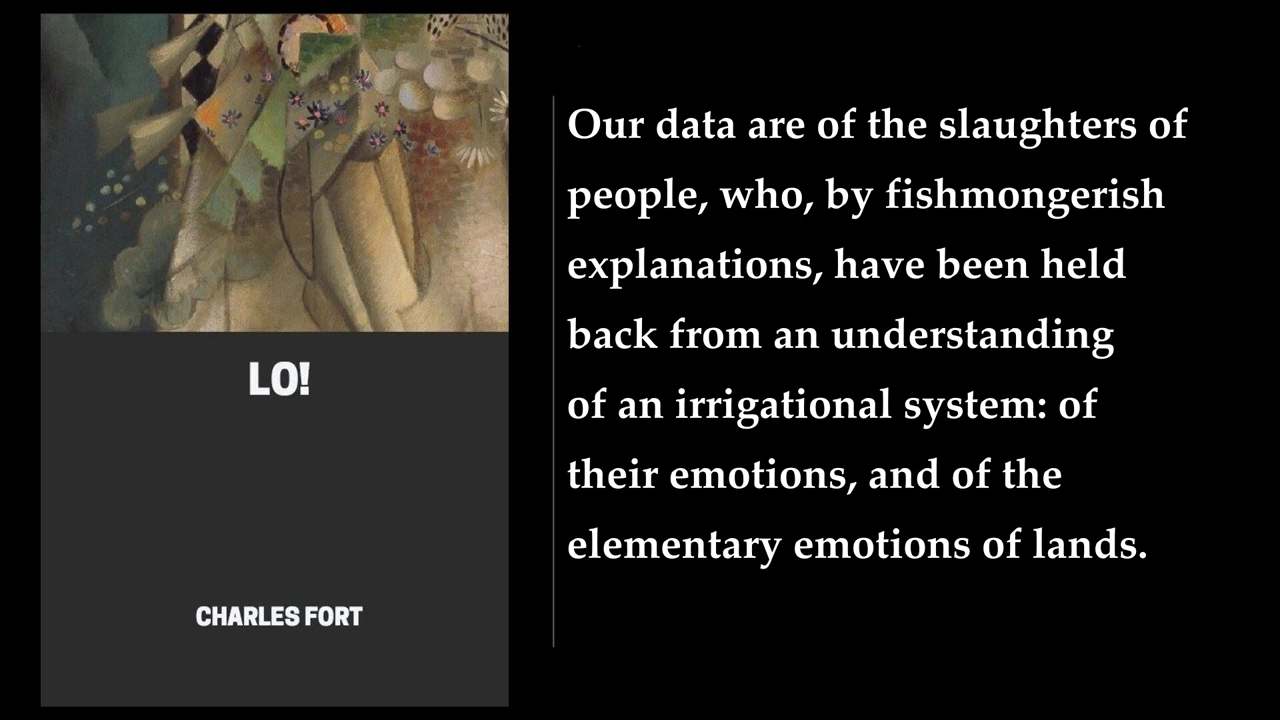 LO!
CHARLES FORT
Our data are of the slaughters of
people, who, by fishmongerish
explanations, have been held
back from an understanding
of an irrigational system: of
their emotions, and of the
elementary emotions of lands.